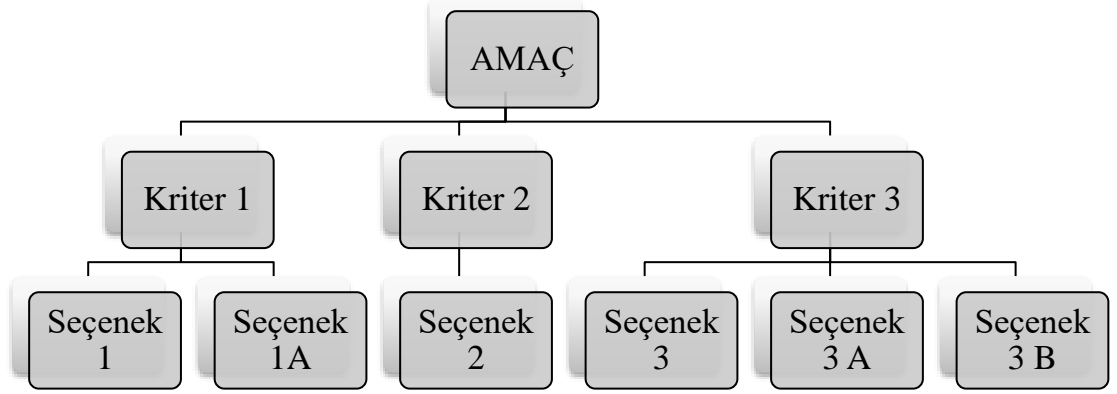 AMAÇ
Kriter 1
Kriter 2
Kriter 3
Seçenek
1
Seçenek
1A
Seçenek
2
Seçenek
3
Seçenek
3 A
Seçenek
3 B